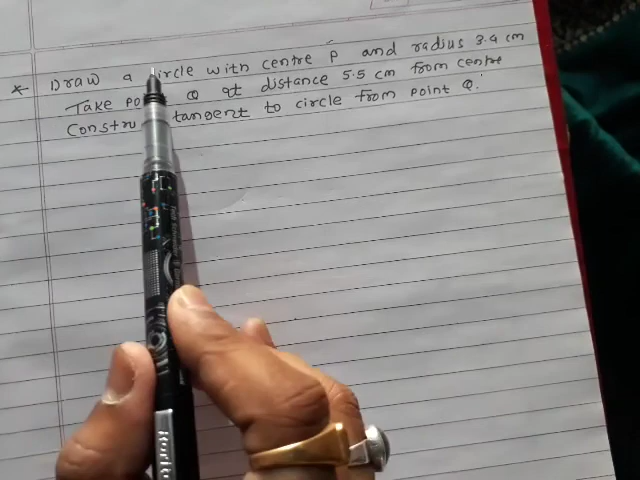 * Draw a circle with centre P and radius 3.4 cm
Take po Q at distance 5.5 cm from centre
Constru tangent to circle from point Q.